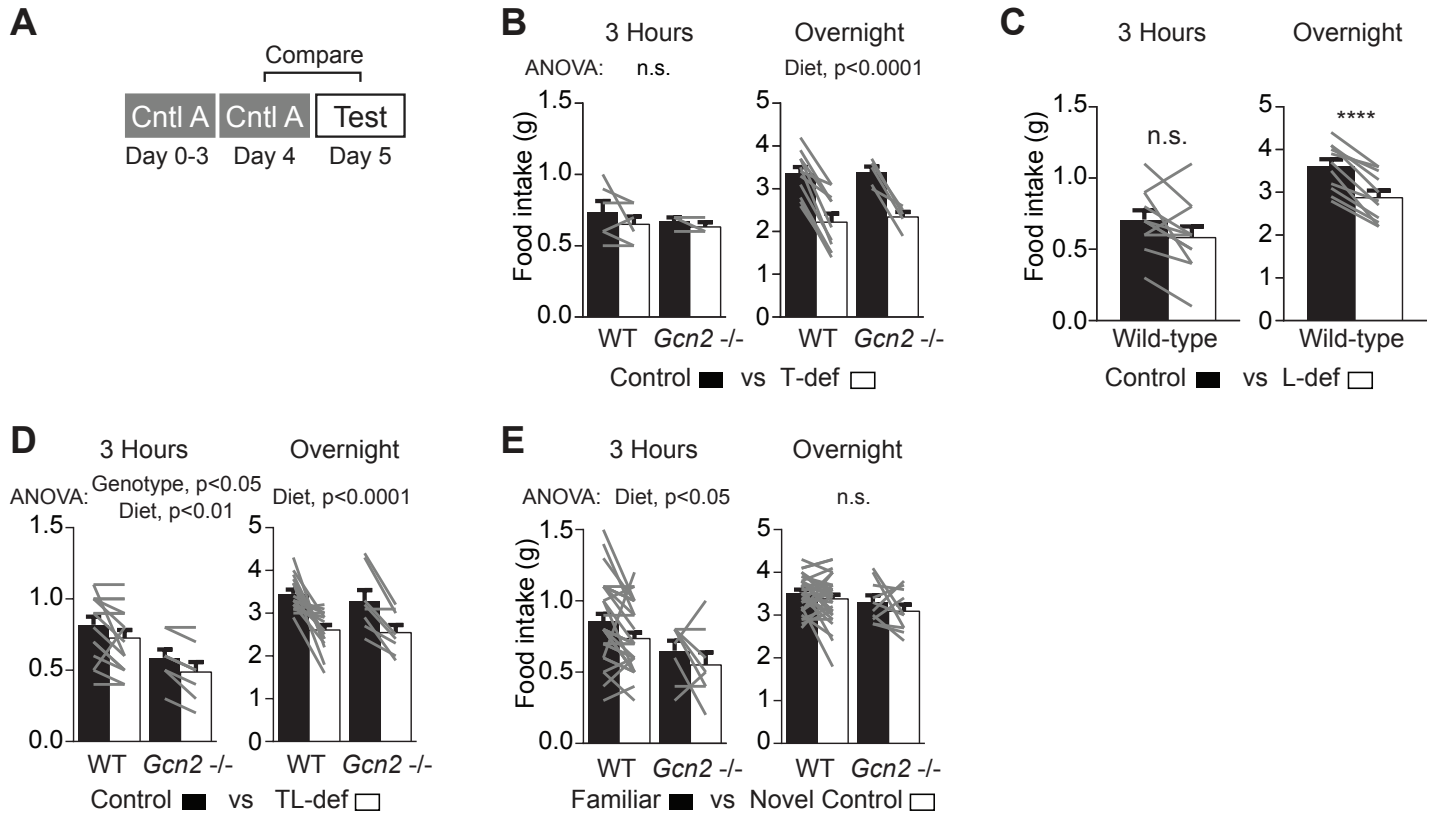 A
Compare
Cntl A Cntl A Test
Day 0-3 Day 4 Day 5
B
3 Hours Overnight
ANOVA: n.s. Diet, p<0.0001
Food intake (g)
1.5
1.0
0.5
0.0
5
4
3
2
1
0
WT Gcn2 -/- WT Gcn2 -/-
Control vs T-def
C
3 Hours Overnight
Food intake (g)
1.5
1.0
0.5
0.0
n.s.
5
4
3
2
1
0
****
Wild-type Wild-type
Control vs L-def
D
3 Hours Overnight
ANOVA: Genotype, p<0.05
Diet, p<0.01
Diet, p<0.0001
1.5
1.0
0.5
0.0
5
4
3
2
1
0
WT Gcn2 -/- WT Gcn2 -/-
Control vs TL-def
E
3 Hours Overnight
ANOVA: Diet, p<0.05 n.s.
Food intake (g)
1.5
1.0
0.5
0.0
5
4
3
2
1
0
WT Gcn2 -/- WT Gcn2 -/-
Familiar vs Novel Control